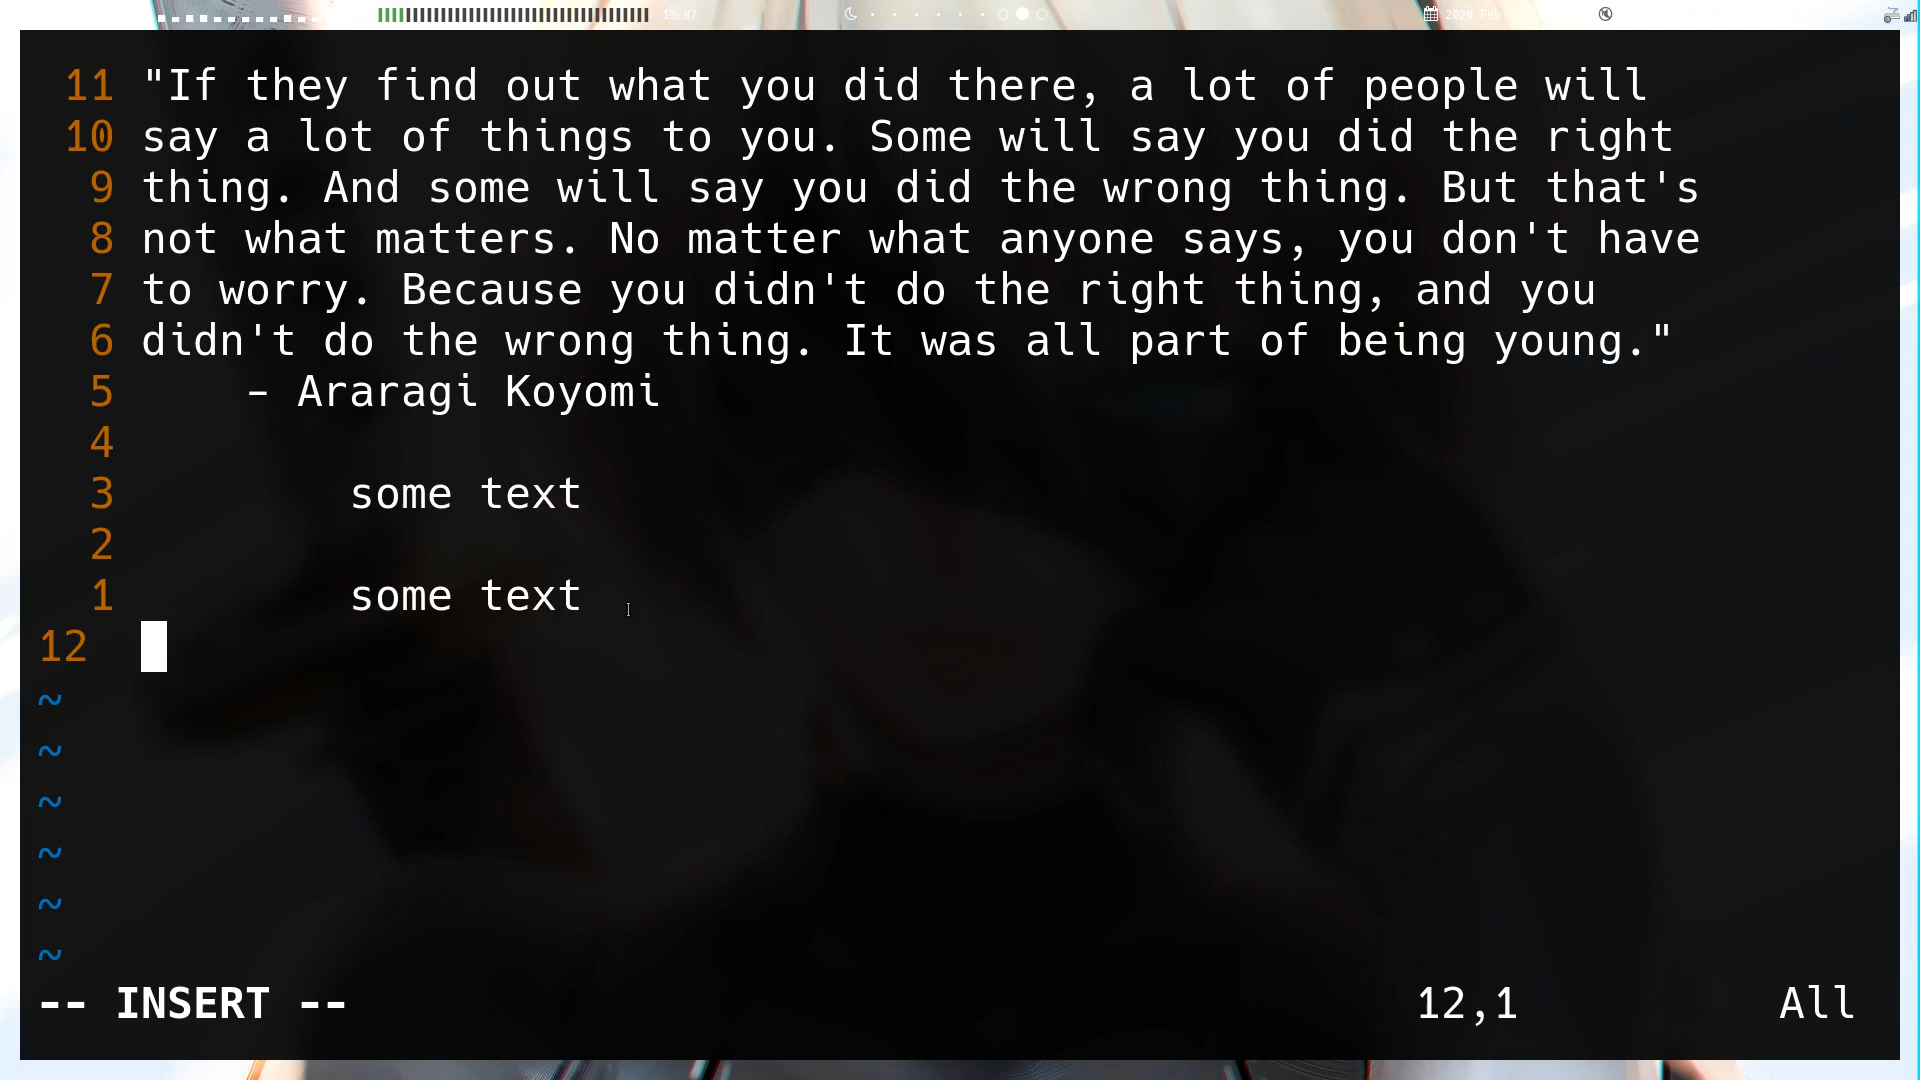 13.87 2020 Feb
11 "If they find out what you did there, a lot of people will
10 say a lot of things to you. Some will say you did the right
9 thing. And some will say you did the wrong thing. But that's
8 not what matters. No matter what anyone says, you don't have
7 to worry. Because you didn't do the right thing, and you
6 didn't do the wrong thing. It was all part of being young."
5 - Araragi Koyomi
4
3 some text
2
1 some text
12
~
~
~
~
~
~
-- INSERT -- 12,1 All